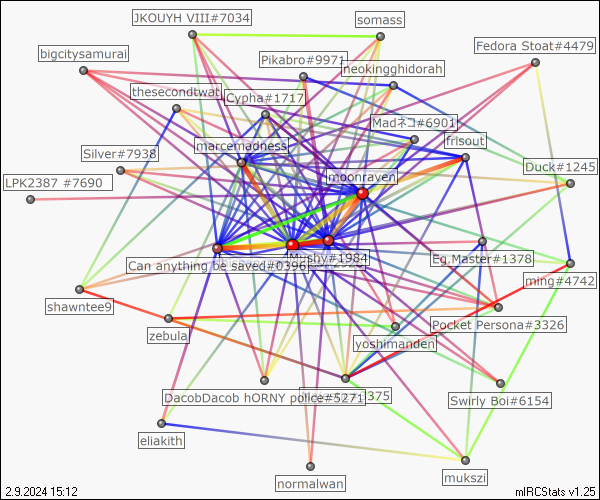 JKOUYH VIII#7034
somass
bigcitysamurai
Fedora Stoat#4479
Pikabro#9971
neokingghidorah
thesecondtwat
Cypha#1717
Madネコ#6901
frisout
marcemadness
Silver#7938
Duck#1245
LPK2387 #7690
moonraven
Mushy#1984
Eg.Master#1378
Can anything be saved#0396
ming#4742
shawntee9
Pocket Persona#3326
zebular
yoshimanden
DacobDacob hORNY police#5271
375
Swirly Boi#6154
eliakith
mukszi
normalwan
2.9.2024 15:12
mIRCStats v1.25